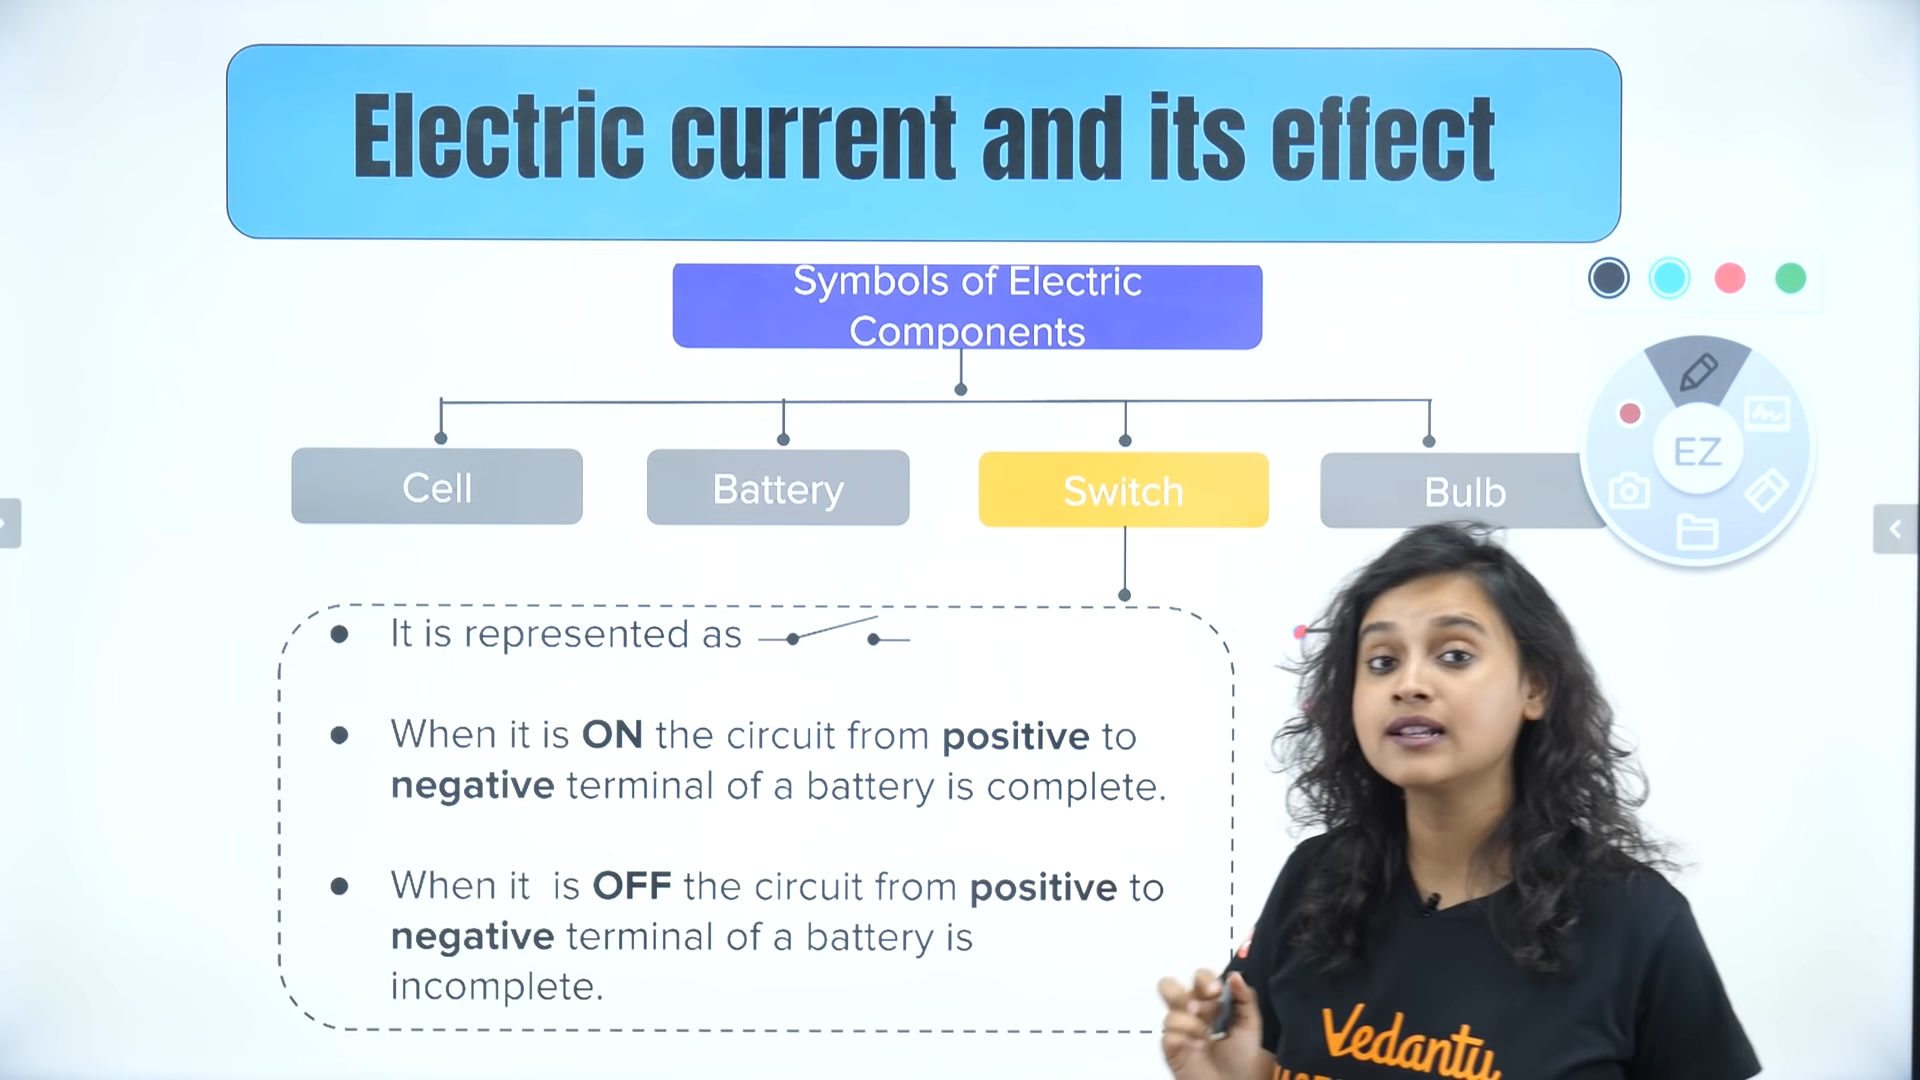 Electric current and its effect
Symbols of Electric
Components
Cell
Battery
Switch
Bulb
EZ
It is represented as
When it is ON the circuit from positive to
negative terminal of a battery is complete.
When it is OFF the circuit from positive to
negative terminal of a battery is
incomplete.
Vedantu